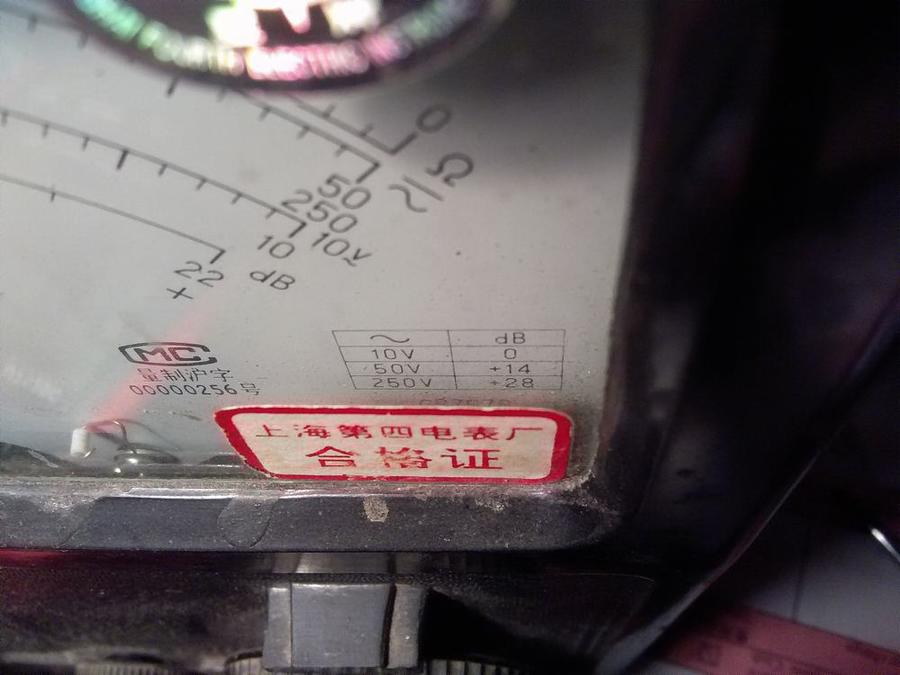 0
Ω
50
250
10
10V
22
dB
+
MC
量制沪字
00000256号
～ dB
10V 0
50V +14
250V +28
上海第四电表厂
合格证